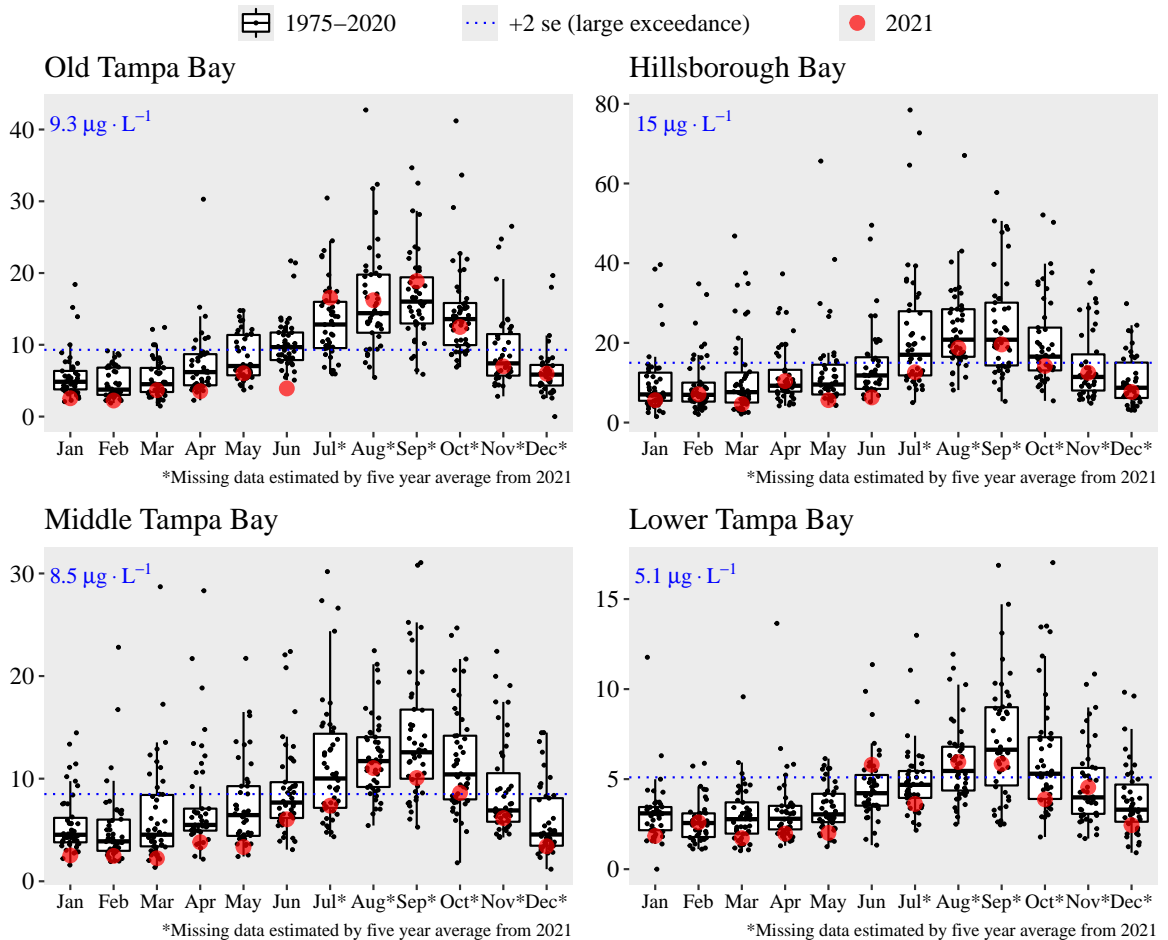 1975–2020 +2 se (large exceedance) 2021
Old Tampa Bay
9.3 μg · L⁻¹
40
30
20
10
0
Jan Feb Mar Apr May Jun Jul* Aug* Sep* Oct* Nov* Dec*
*Missing data estimated by five year average from 2021
Hillsborough Bay
15 μg · L⁻¹
80
60
40
20
0
Jan Feb Mar Apr May Jun Jul* Aug* Sep* Oct* Nov* Dec*
*Missing data estimated by five year average from 2021
Middle Tampa Bay
8.5 μg · L⁻¹
30
20
10
0
Jan Feb Mar Apr May Jun Jul* Aug* Sep* Oct* Nov* Dec*
*Missing data estimated by five year average from 2021
Lower Tampa Bay
5.1 μg · L⁻¹
15
10
5
0
Jan Feb Mar Apr May Jun Jul* Aug* Sep* Oct* Nov* Dec*
*Missing data estimated by five year average from 2021